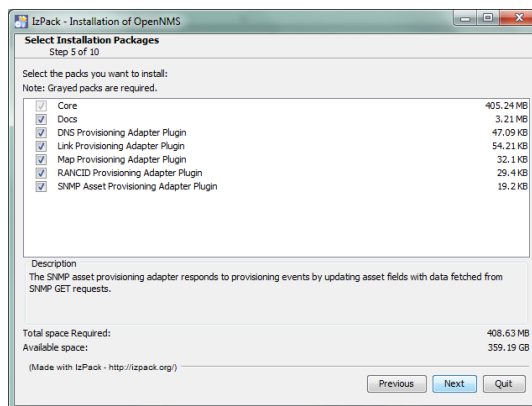 IzPack - Installation of OpenNMS
Select Installation Packages
Step 5 of 10
Select the packs you want to install:
Note: Grayed packs are required.
Core 405.24 MB
Docs 3.21 MB
DNS Provisioning Adapter Plugin 47.09 KB
Link Provisioning Adapter Plugin 54.21 KB
Map Provisioning Adapter Plugin 32.1 KB
RANCID Provisioning Adapter Plugin 29.4 KB
SNMP Asset Provisioning Adapter Plugin 19.2 KB
Description
The SNMP asset provisioning adapter responds to provisioning events by updating asset fields with data fetched from
SNMP GET requests.
Total space Required: 408.63 MB
Available space: 359.19 GB
(Made with IzPack - http://izpack.org/)
Previous Next Quit